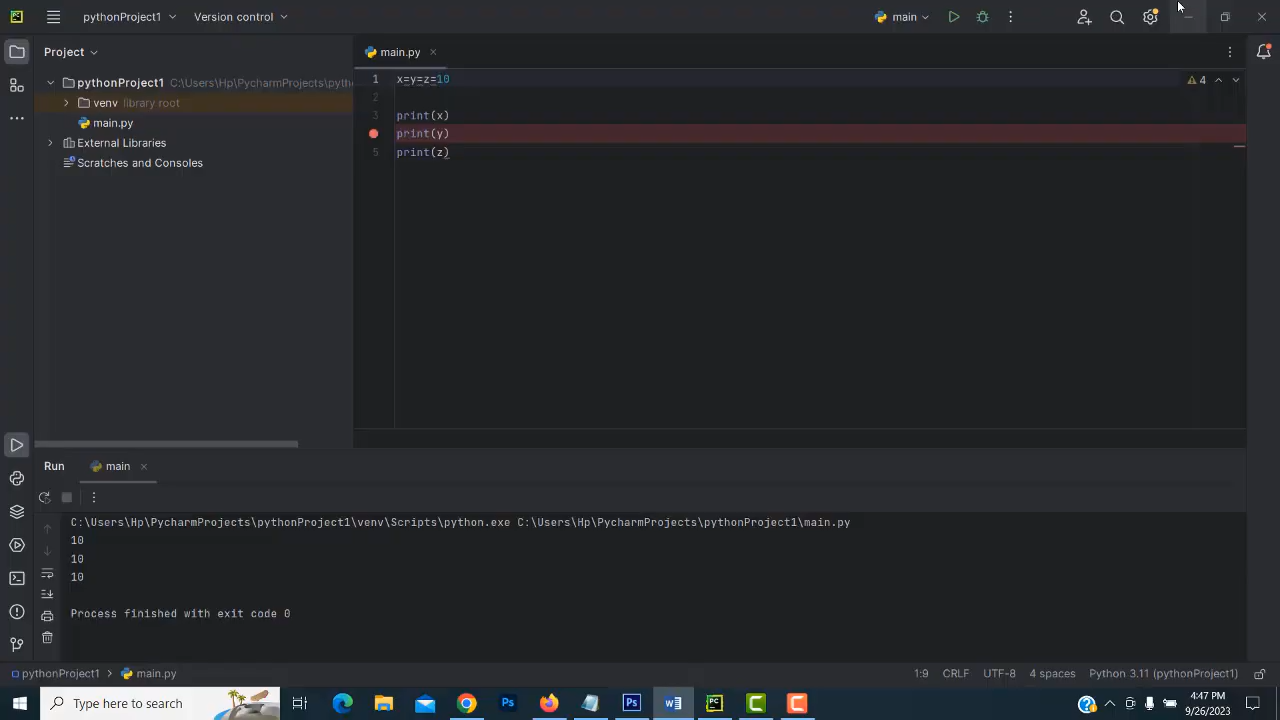 pythonProject1 Version control main
Project main.py
pythonProject1 C:\Users\Hp\PycharmProjects\pyth
venv library root
main.py
External Libraries
Scratches and Consoles
1 x=y=z=10 4
2
3 print(x)
print(y)
5 print(z)
Run main
C:\Users\Hp\PycharmProjects\pythonProject1\venv\Scripts\python.exe C:\Users\Hp\PycharmProjects\pythonProject1\main.py
10
10
10
Process finished with exit code 0
pythonProject1 > main.py 1:9 CRLF UTF-8 4 spaces Python 3.11 (pythonProject1)
Type here to search
4:47 PM
9/26/2023